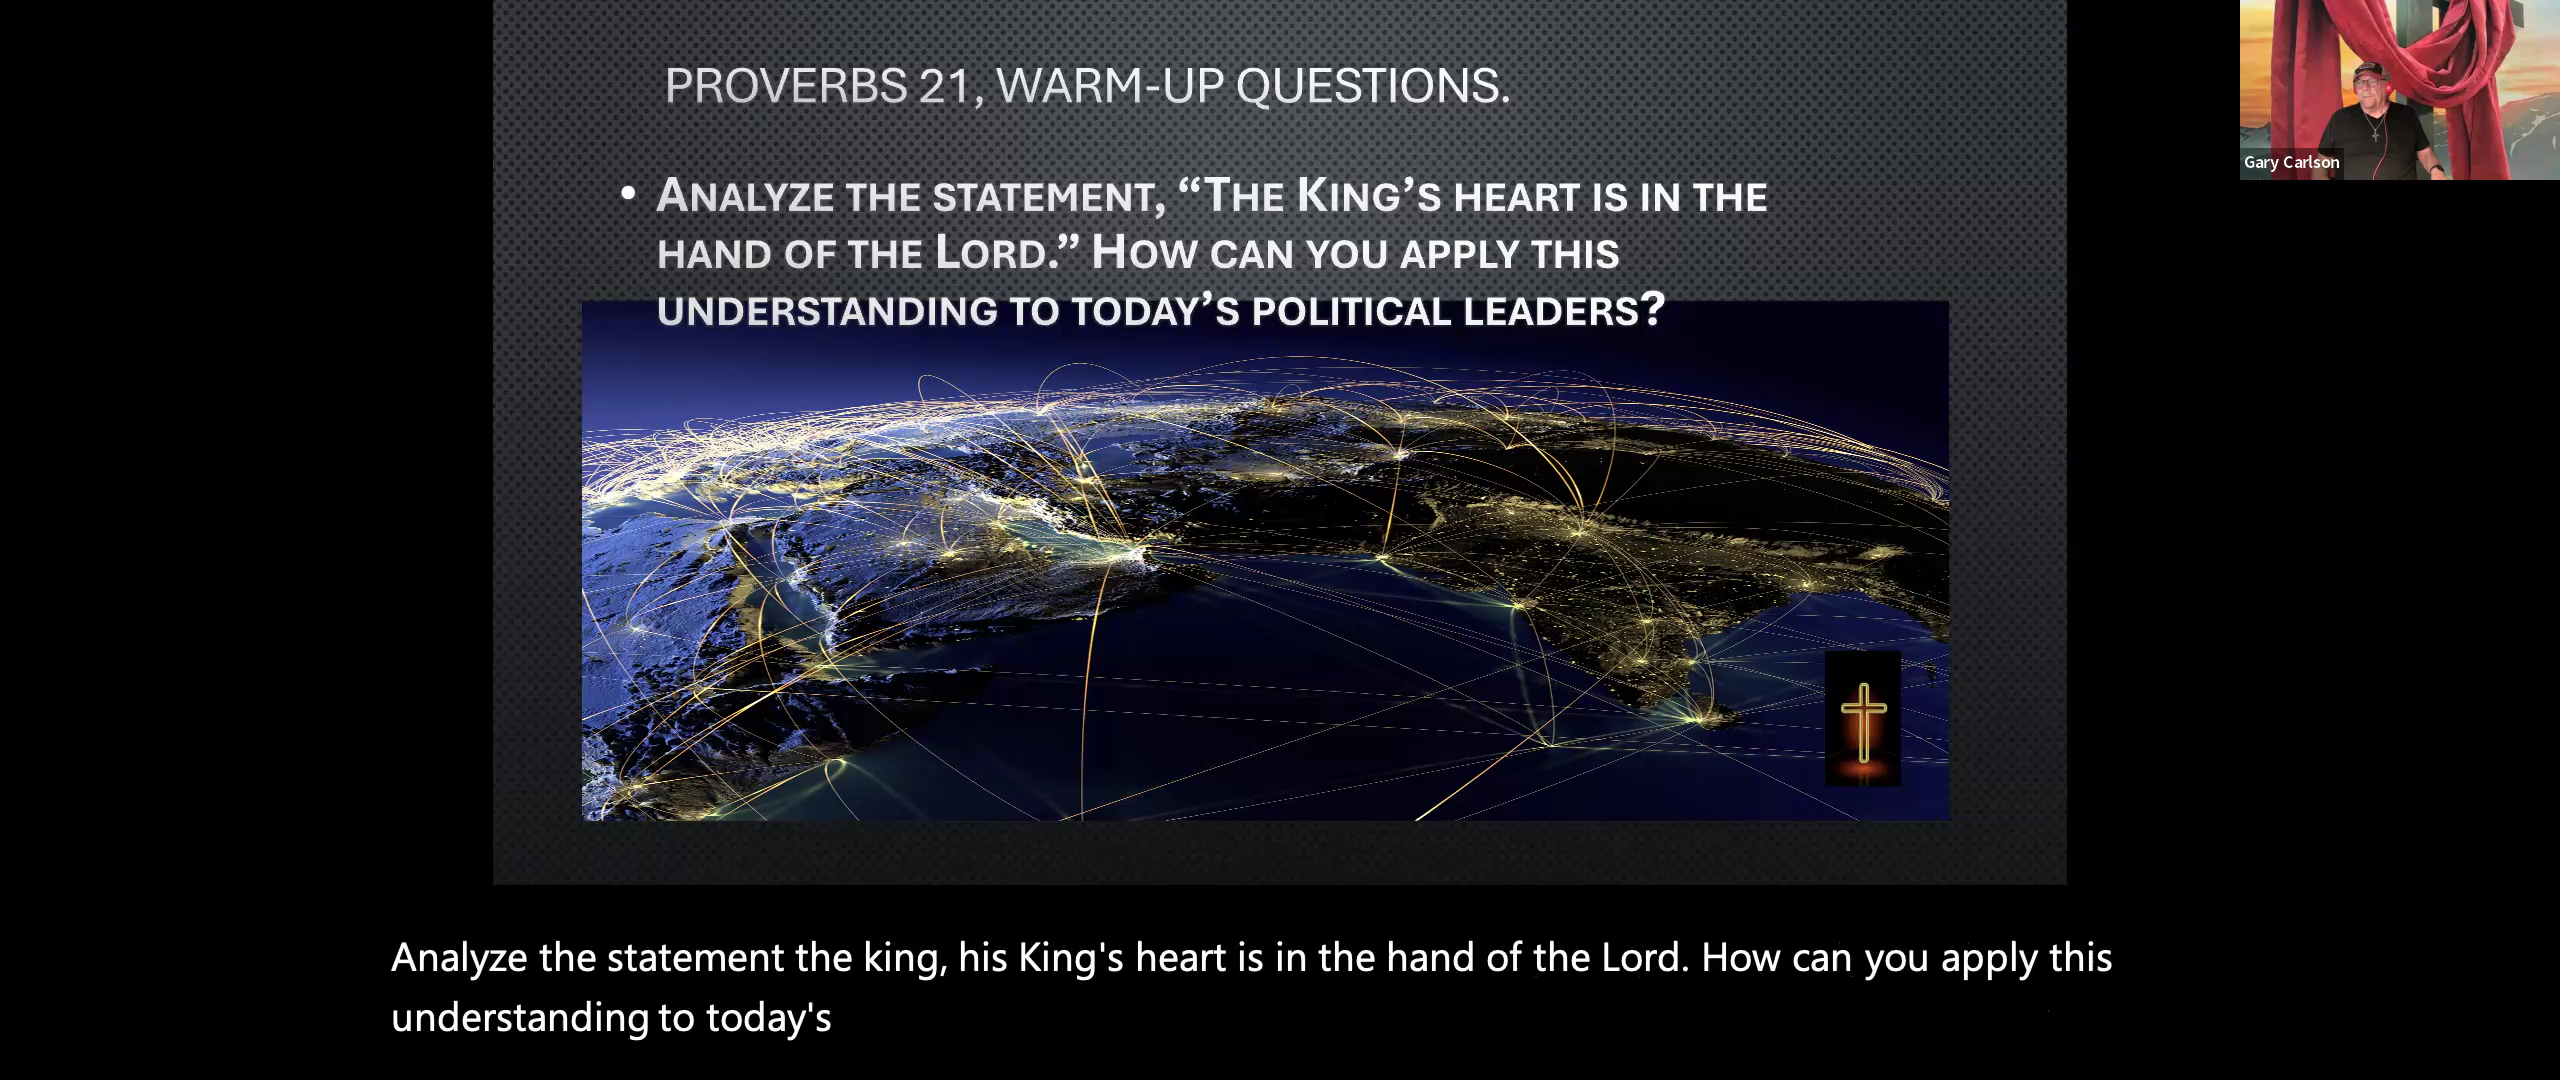 PROVERBS 21, WARM-UP QUESTIONS.
Gary Carlson
• ANALYZE THE STATEMENT, “THE KING’S HEART IS IN THE
HAND OF THE LORD.” HOW CAN YOU APPLY THIS
UNDERSTANDING TO TODAY’S POLITICAL LEADERS?
Analyze the statement the king, his King's heart is in the hand of the Lord. How can you apply this
understanding to today's